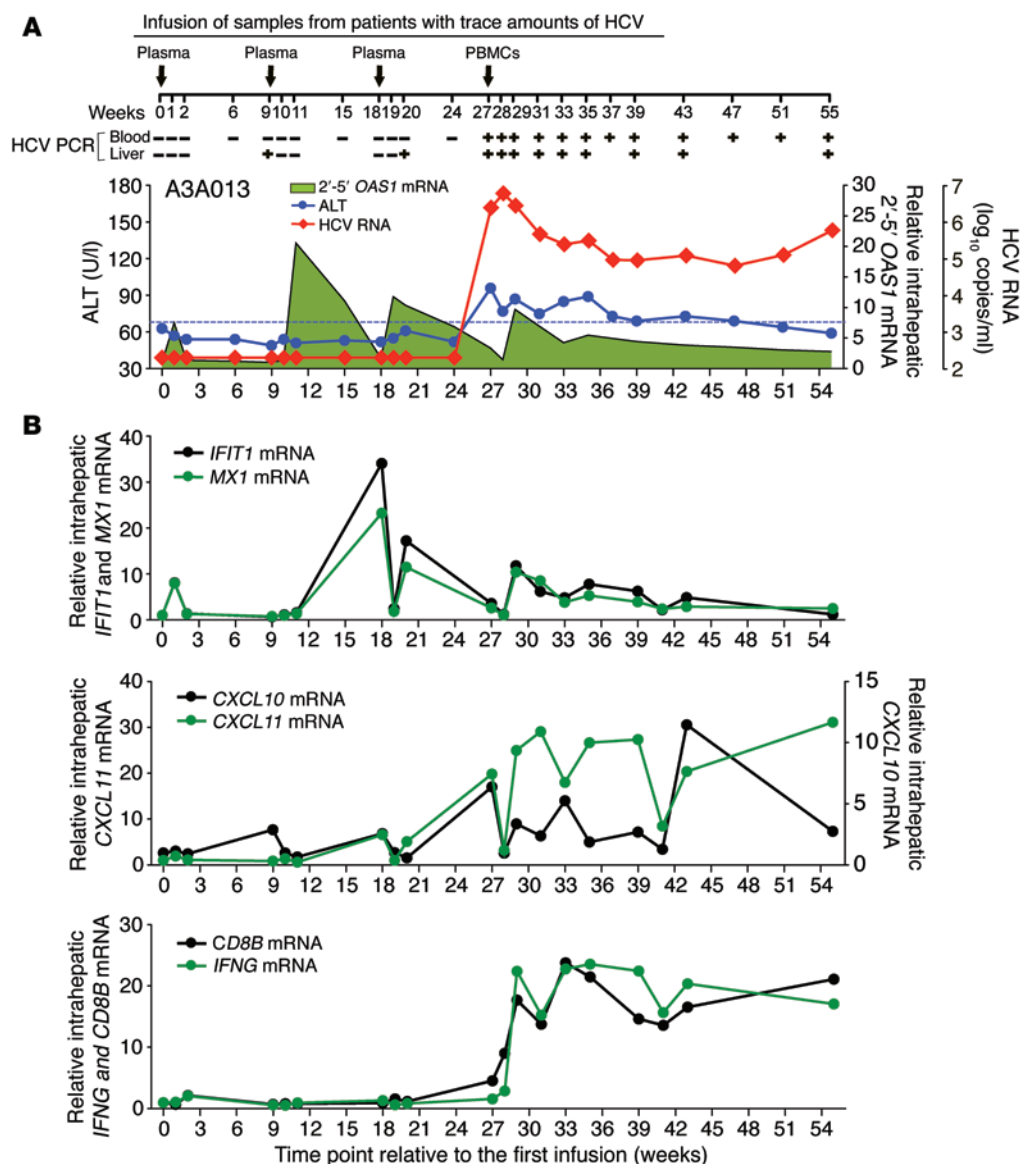 A
Infusion of samples from patients with trace amounts of HCV
Plasma Plasma Plasma PBMCs
Weeks 0 1 2 6 9 10 11 15 18 19 20 24 27 28 29 31 33 35 37 39 43 47 51 55
HCV PCR
Blood − − − − − − − − − + + + + + + + + + + + +
Liver − − − + − − − − + + + + + + + + + +
A3A013
2′-5′ OAS1 mRNA
ALT
HCV RNA
ALT (U/l)
180
150
120
90
60
30
30
25
20
15
10
5
0
Relative intrahepatic
2′-5′ OAS1 mRNA
7
6
5
4
3
2
HCV RNA
(log10 copies/ml)
0 3 6 9 12 15 18 21 24 27 30 33 36 39 42 45 48 51 54
B
Relative intrahepatic
IFIT1 and MX1 mRNA
40
30
20
10
0
IFIT1 mRNA
MX1 mRNA
0 3 6 9 12 15 18 21 24 27 30 33 36 39 42 45 48 51 54
Relative intrahepatic
CXCL11 mRNA
40
30
20
10
0
CXCL10 mRNA
CXCL11 mRNA
15
10
5
0
Relative intrahepatic
CXCL10 mRNA
0 3 6 9 12 15 18 21 24 27 30 33 36 39 42 45 48 51 54
Relative intrahepatic
IFNG and CD8B mRNA
30
20
10
0
CD8B mRNA
IFNG mRNA
0 3 6 9 12 15 18 21 24 27 30 33 36 39 42 45 48 51 54
Time point relative to the first infusion (weeks)